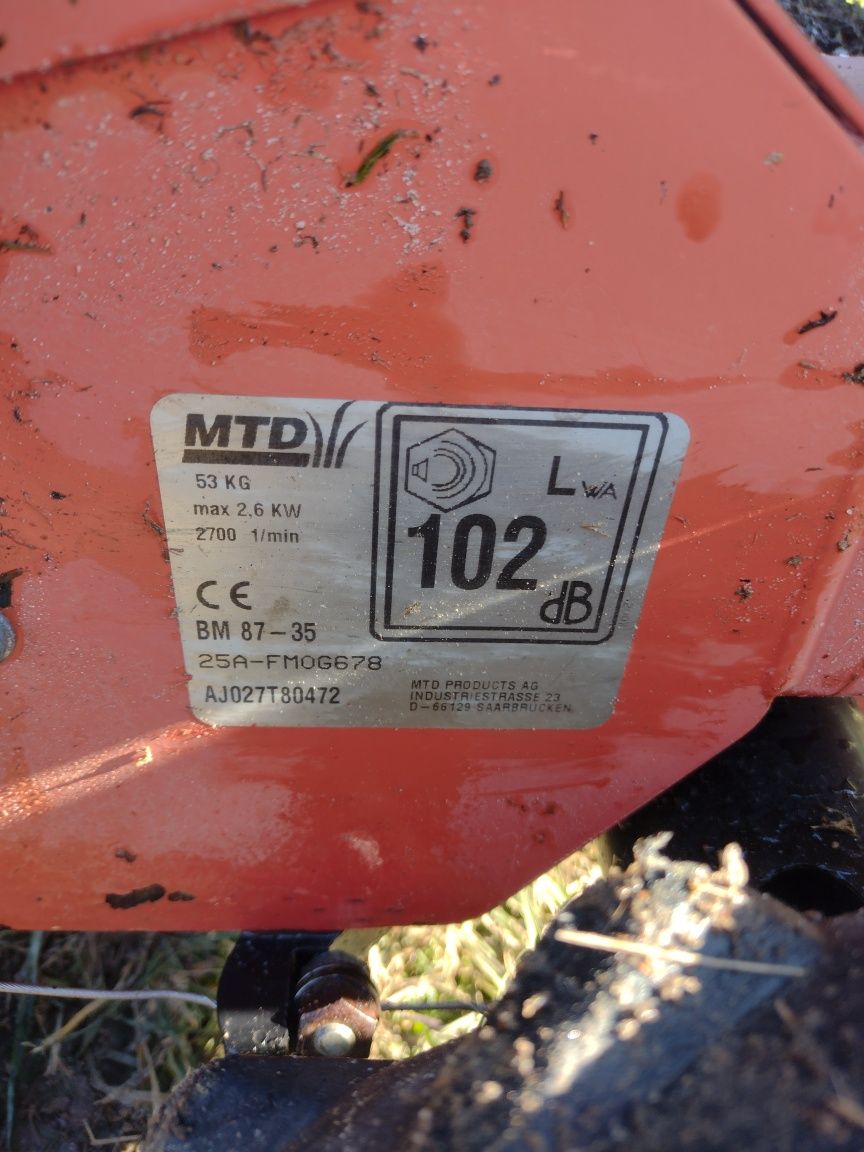 MTD
53 KG
max 2,6 KW
2700 1/min
CE
BM 87-35
25A-FM0G678
AJ027T80472
LWA
102
dB
MTD PRODUCTS AG
INDUSTRIESTRASSE 23
D-66129 SAARBRÜCKEN